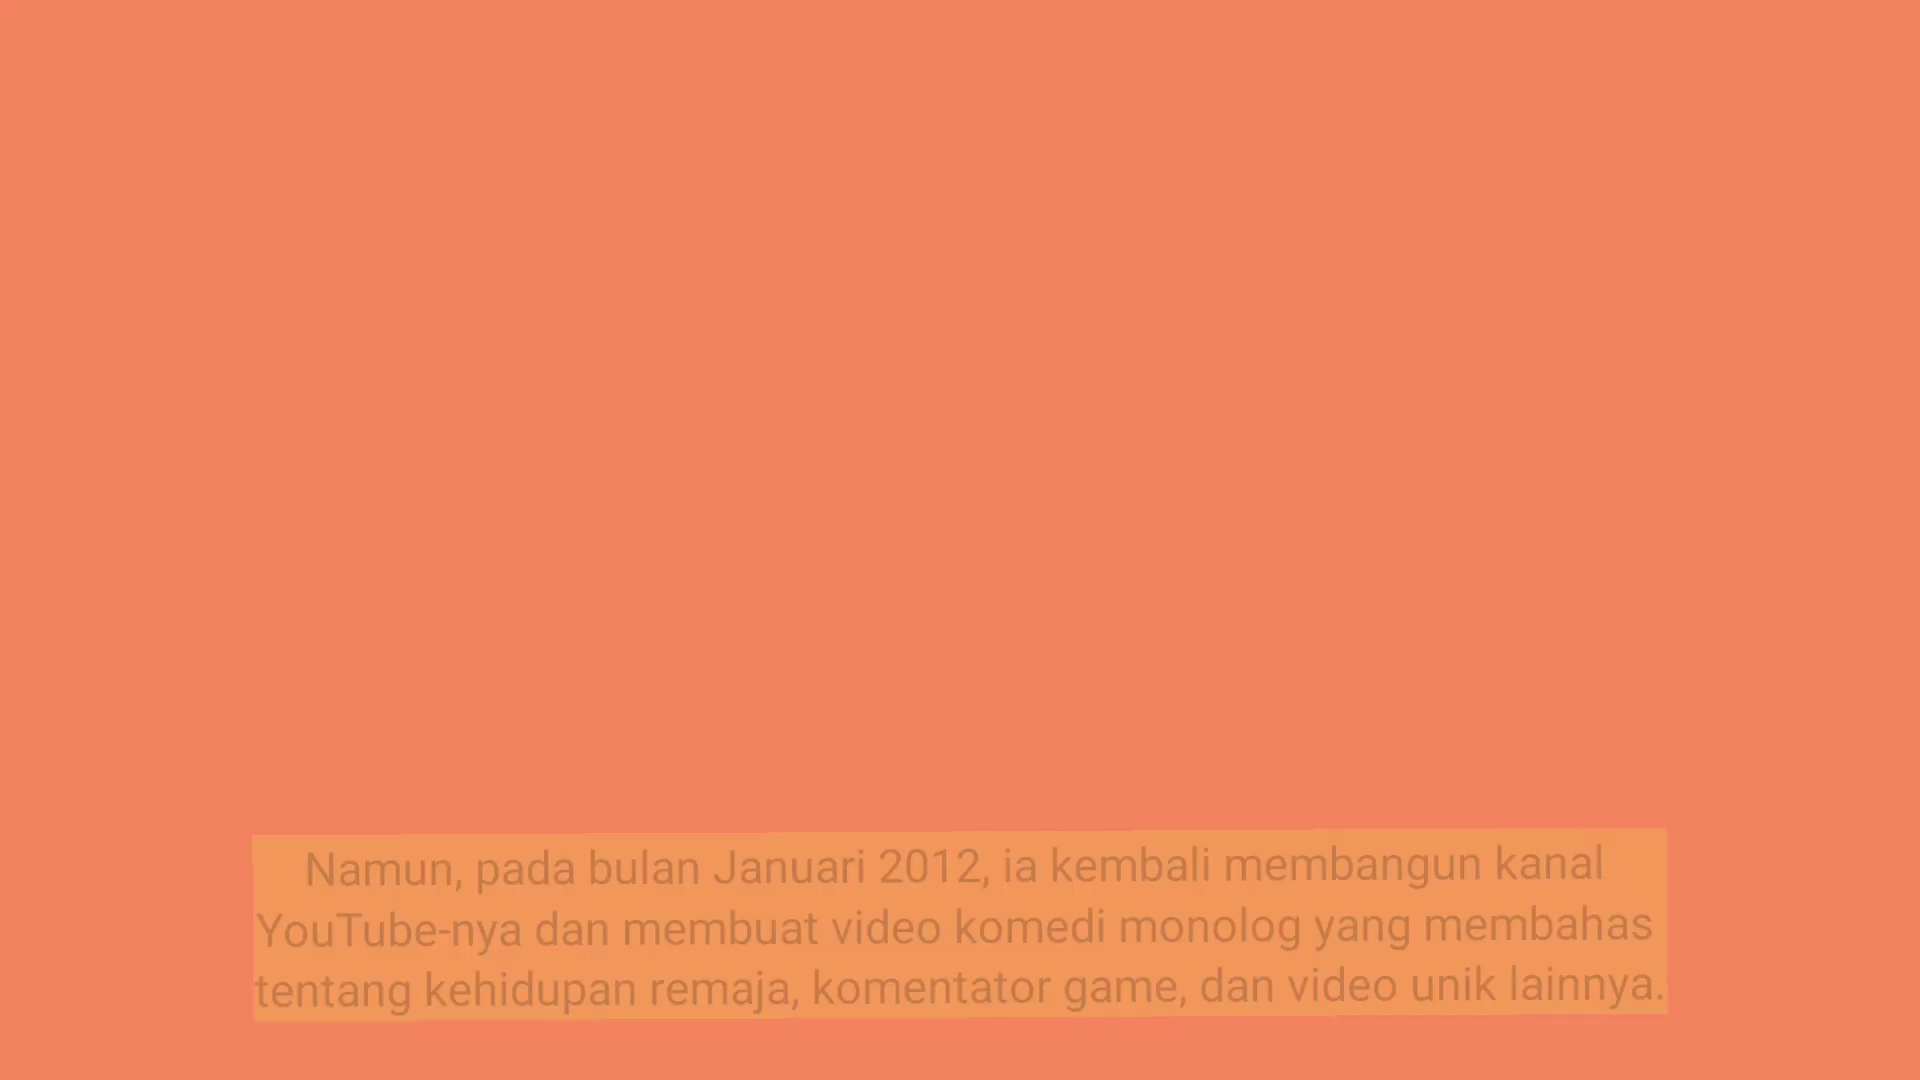 Namun, pada bulan Januari 2012, ia kembali membangun kanal
YouTube-nya dan membuat video komedi monolog yang membahas
tentang kehidupan remaja, komentator game, dan video unik lainnya.